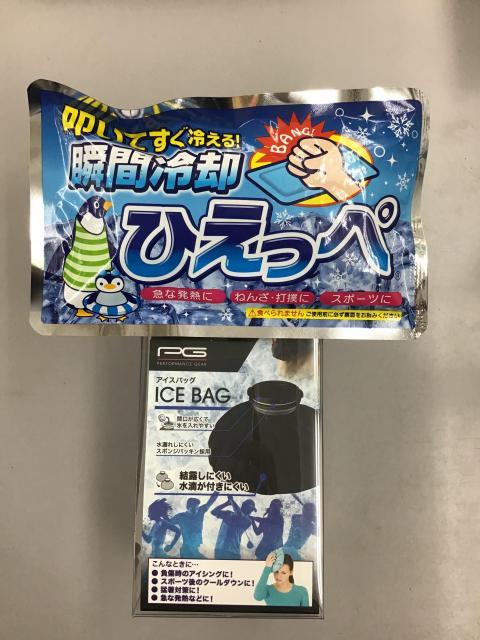 叩いてすぐ冷える!
瞬間冷却
BANG!
ひえっぺ
急な発熱に
ねんざ・打撲に
スポーツに
⚠食べられません ご使用前に必ず裏面をお読みください
PG
PERFORMANCE GEAR
アイスバッグ
ICE BAG
間口が広くて
氷を入れやすい
水漏れしにくい
スポンジパッキン採用
結露しにくい
水滴が付きにくい
こんなときに…
● 負傷時のアイシングに!
● スポーツ後のクールダウンに!
● 猛暑対策に!
● 急な発熱などに!